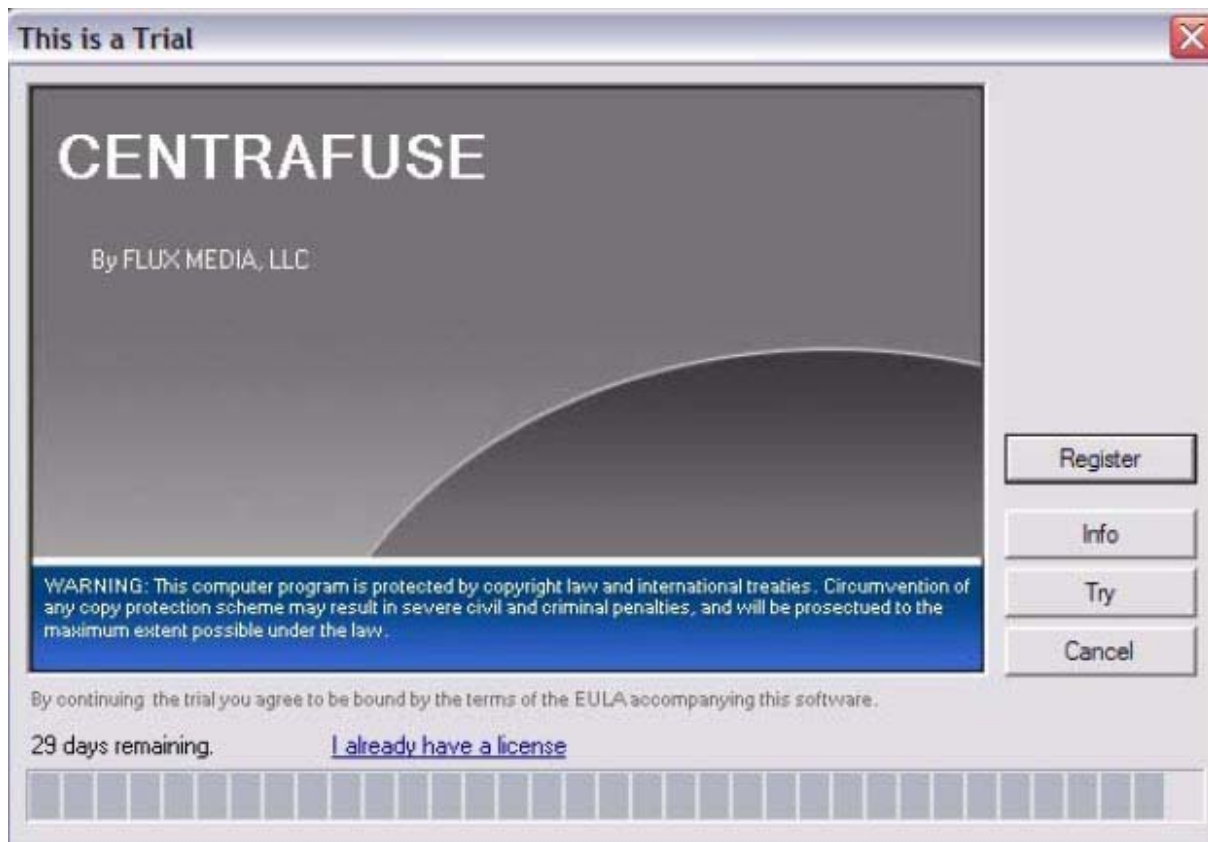 This is a Trial
CENTRAFUSE
By FLUX MEDIA, LLC
Register
Info
Try
Cancel
WARNING: This computer program is protected by copyright law and international treaties. Circumvention of
any copy protection scheme may result in severe civil and criminal penalties, and will be prosectued to the
maximum extent possible under the law.
By continuing the trial you agree to be bound by the terms of the EULA accompanying this software.
29 days remaining.
I already have a license